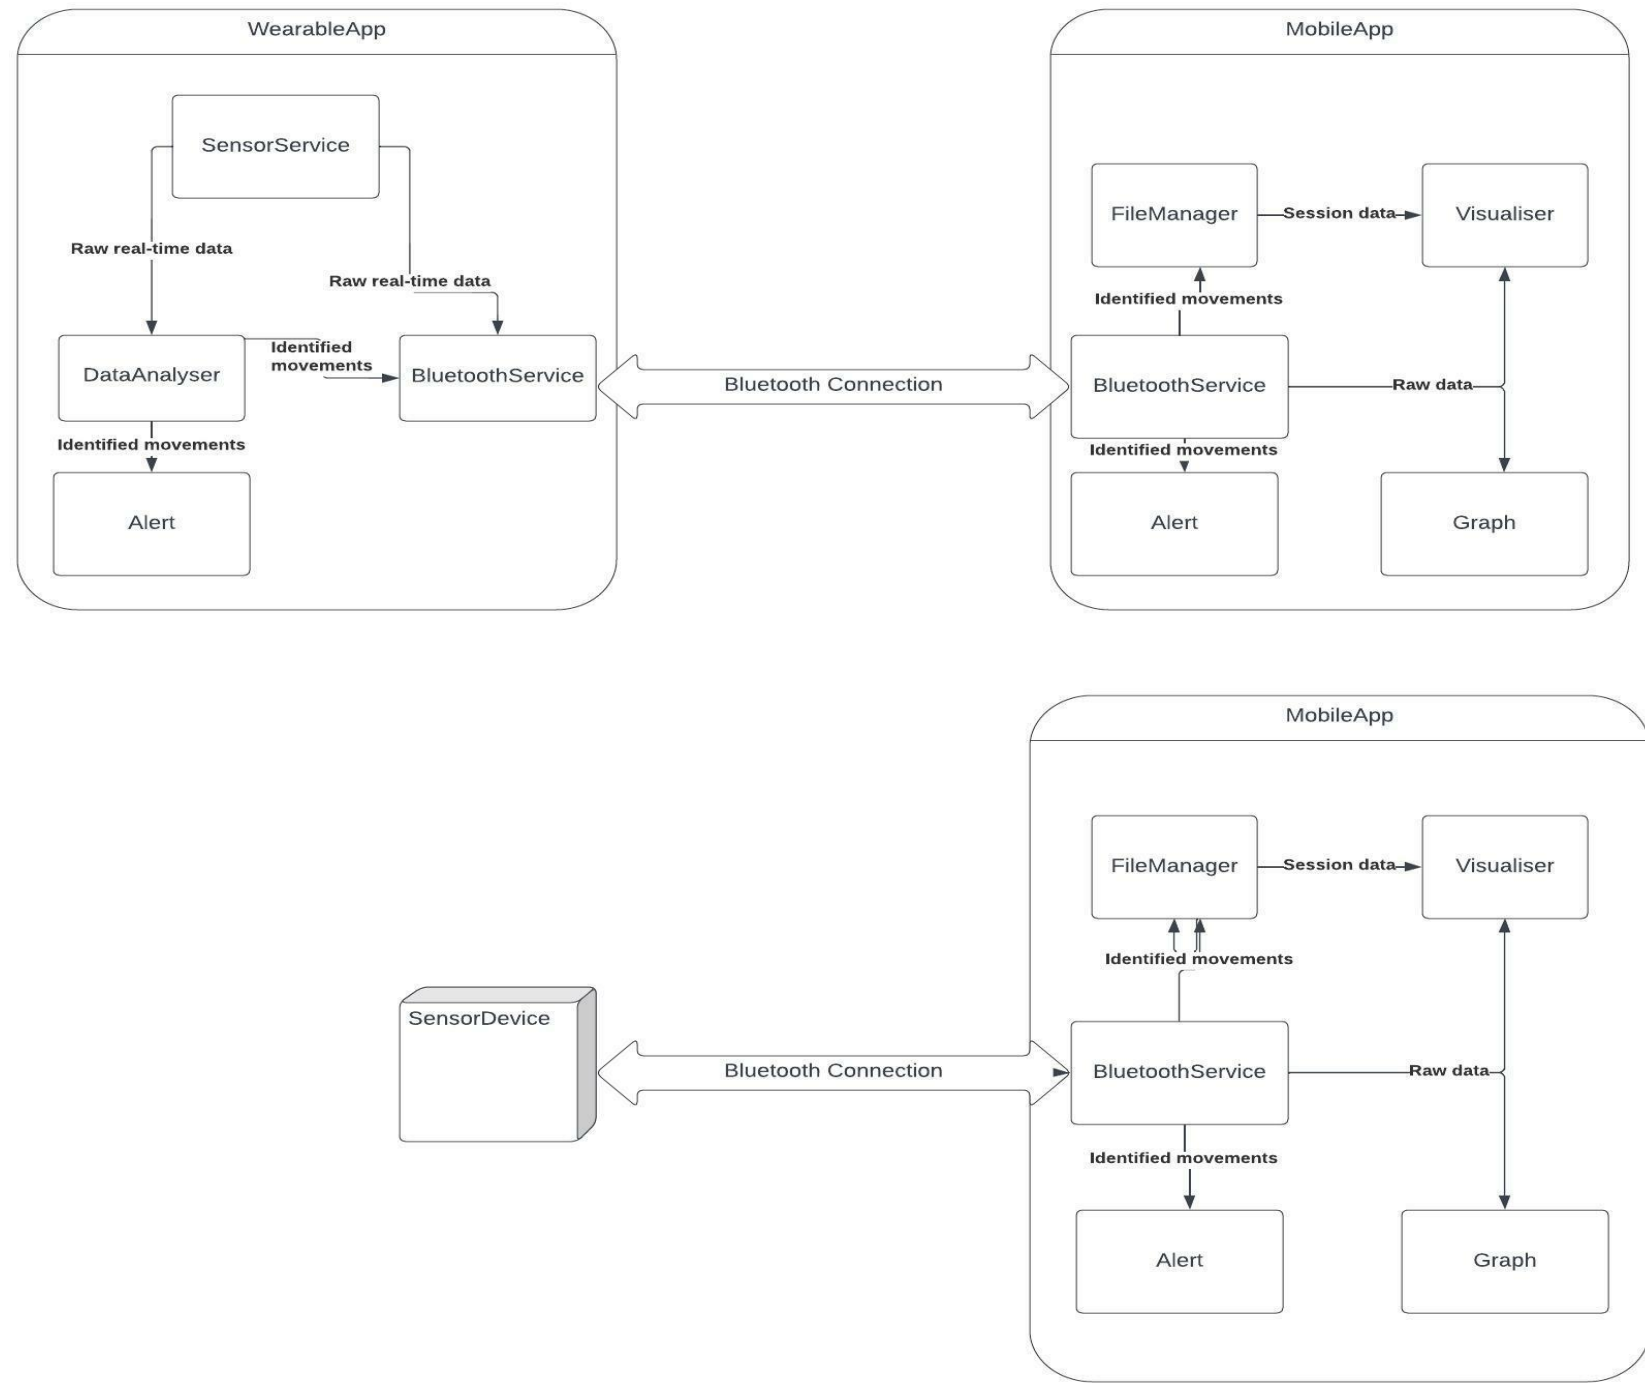 WearableApp
MobileApp
SensorService
FileManager
Session data
Visualiser
Raw real-time data
Raw real-time data
Identified movements
DataAnalyser
Identified
movements
BluetoothService
Bluetooth Connection
BluetoothService
Raw data
Identified movements
Identified movements
Alert
Alert
Graph
MobileApp
FileManager
Session data
Visualiser
Identified movements
SensorDevice
Bluetooth Connection
BluetoothService
Raw data
Identified movements
Alert
Graph